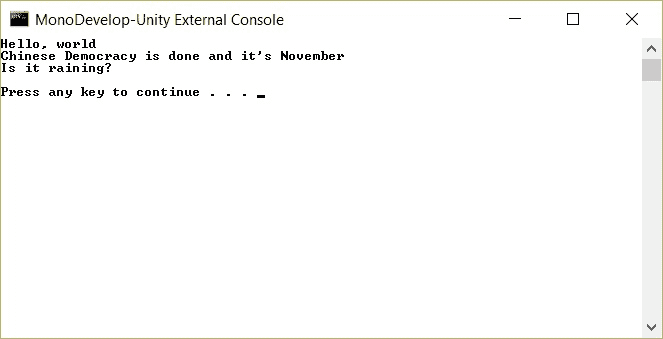 MonoDevelop-Unity External Console
Hello, world
Chinese Democracy is done and it's November
Is it raining?
Press any key to continue . . . _